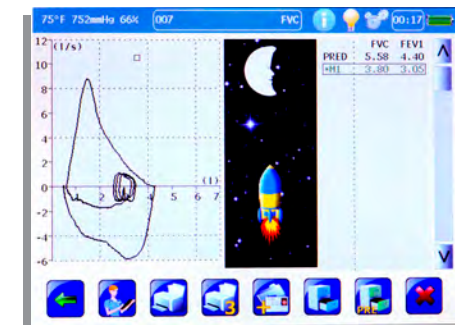 75°F 752mmHg 66% 007 FVC i 00:17
(l/s)
FVC FEV1
PRED 5.58 4.40
*M1 3.80 3.05
12
10
8
6
4
2
0
-2
-4
-6
1 2 4 5 6 7
(l)
3
PRE